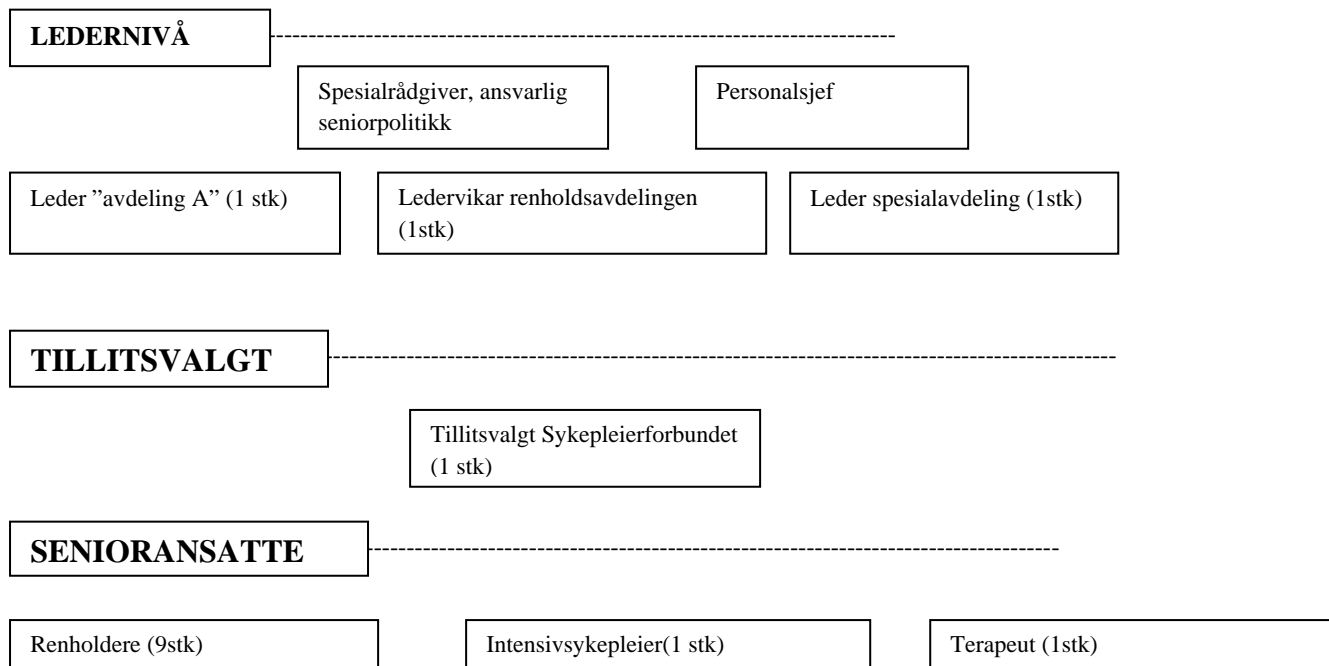 LEDERNIVÅ
Spesialrådgiver, ansvarlig
seniorpolitikk
Personalsjef
Leder ”avdeling A” (1 stk)
Ledervikar renholdsavdelingen
(1stk)
Leder spesialavdeling (1stk)
TILLITSVALGT
Tillitsvalgt Sykepleierforbundet
(1 stk)
SENIORANSATTE
Renholdere (9stk)
Intensivsykepleier(1 stk)
Terapeut (1stk)